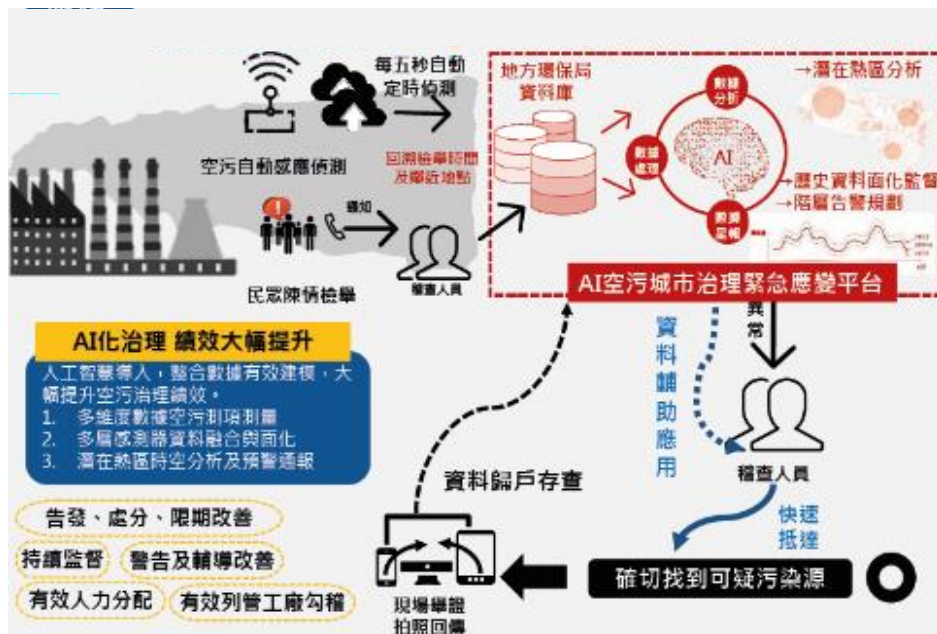 每五秒自動
定時偵測
空污自動感應偵測
回溯檢舉時間
及鄰近地點
通知
民眾陳情檢舉
稽查人員
地方環保局
資料庫
數據
分析
數據
處理
AI
數據
→潛在熱區分析
→歷史資料面化監督
→階層告警規劃
AI空污城市治理緊急應變平台
異常
資料輔助應用
稽查人員
快速
抵達
確切找到可疑污染源
現場舉證
拍照回傳
資料歸戶存查
AI化治理 績效大幅提升
人工智慧導入，整合數據有效建模，大
幅提升空污治理績效。
1. 多維度數據空污測項測量
2. 多層感測器資料融合與面化
3. 潛在熱區時空分析及預警通報
告發、處分、限期改善
持續監督
警告及輔導改善
有效人力分配
有效列管工廠勾稽